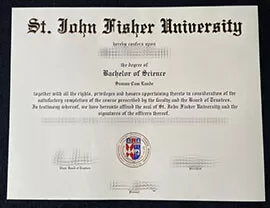 St. John Fisher University
hereby confers upon
the degree of
Bachelor of Science
Summa Cum Laude
together with all the rights, privileges and honors appertaining thereto in consideration of the
satisfactory completion of the course prescribed by the faculty and the Board of Trustees.
In testimony whereof, we have hereunto affixed the seal of St. John Fisher University and the
signatures of the officers thereof.